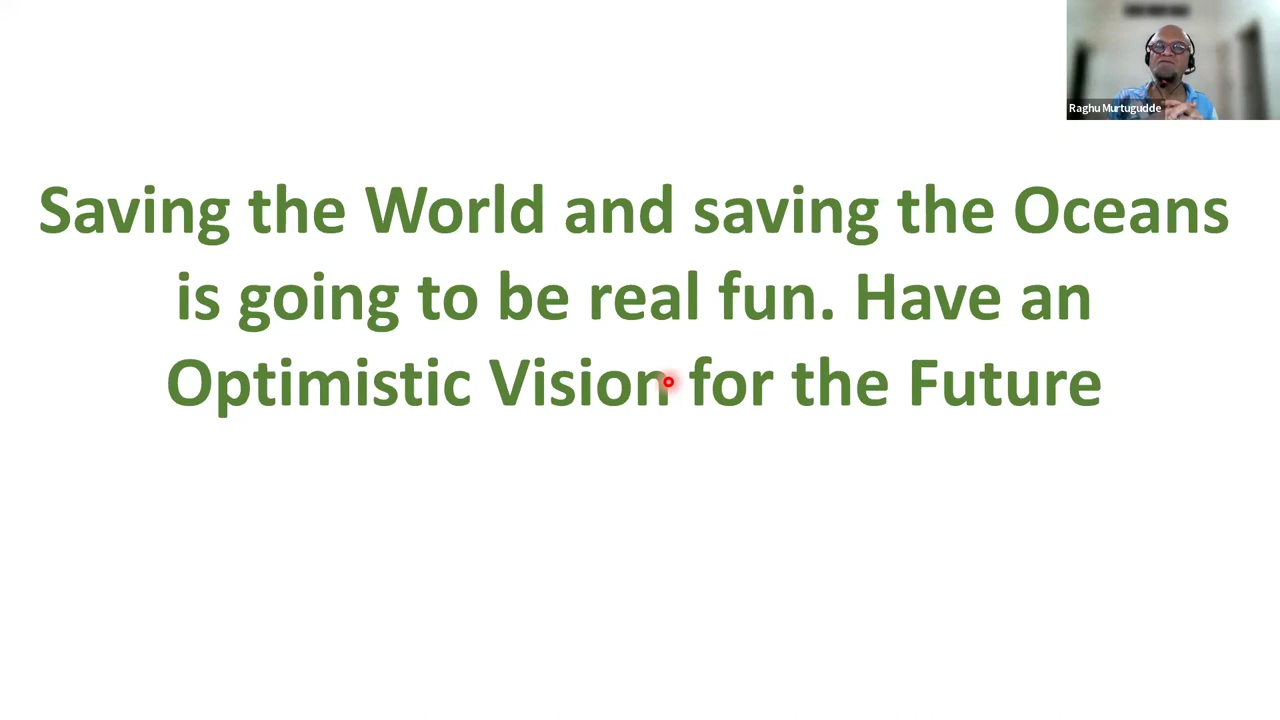 Raghu Murtugudde
Saving the World and saving the Oceans
is going to be real fun. Have an
Optimistic Vision for the Future